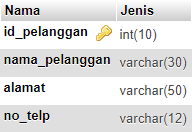 Nama Jenis
id_pelanggan int(10)
nama_pelanggan varchar(30)
alamat varchar(50)
no_telp varchar(12)